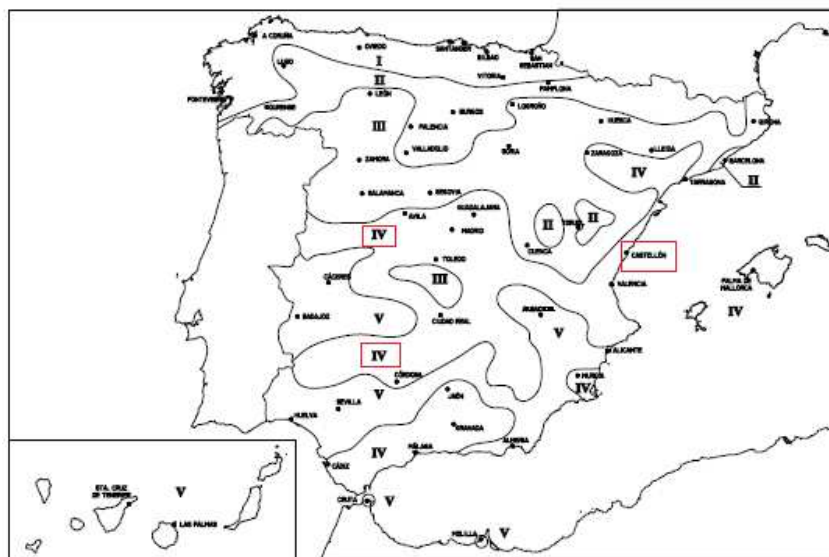 A CORUÑA
OVIEDO
SANTANDER
BILBAO
SAN SEBASTIAN
LUGO
I
VITORIA
II
PAMPLONA
LEÓN
PONTEVEDRA
OURENSE
BURGOS
LOGROÑO
HUESCA
GIRONA
III
PALENCIA
VALLADOLID
SORIA
ZARAGOZA
LLEIDA
BARCELONA
ZAMORA
IV
II
TARRAGONA
SALAMANCA
SEGOVIA
GUADALAJARA
AVILA
II
TERUEL
II
IV
MADRID
CUENCA
CASTELLÓN
TOLEDO
PALMA DE MALLORCA
CÁCERES
III
VALENCIA
IV
BADAJOZ
V
CIUDAD REAL
ALBACETE
V
ALICANTE
IV
MURCIA
CÓRDOBA
IV
V
JAÉN
SEVILLA
HUELVA
GRANADA
IV
MÁLAGA
ALMERIA
CÁDIZ
STA. CRUZ DE TENERIFE
V
LAS PALMAS
CEUTA
V
MELILLA
V